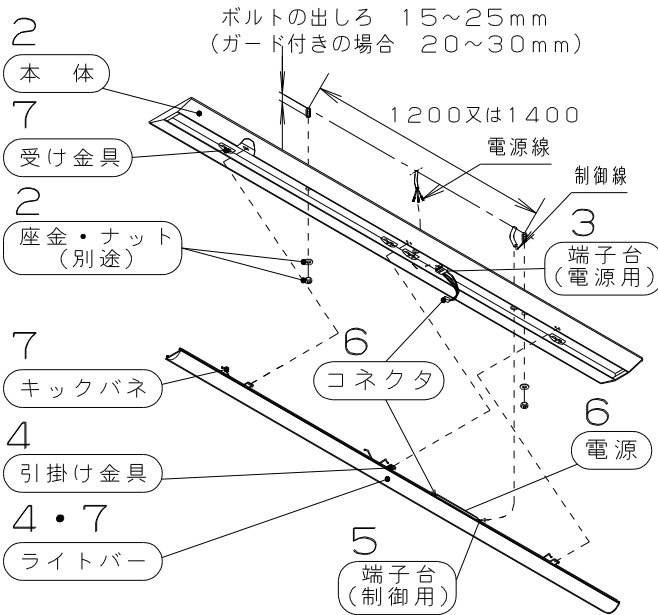 ボルトの出しろ　15～25mm
(ガード付きの場合　20～30mm)
2
本　体
7
受け金具
2
座金・ナット
(別途)
1200又は1400
電源線
制御線
3
端子台
(電源用)
7
キックバネ
6
コネクタ
6
電源
4
引掛け金具
4・7
ライトバー
5
端子台
(制御用)